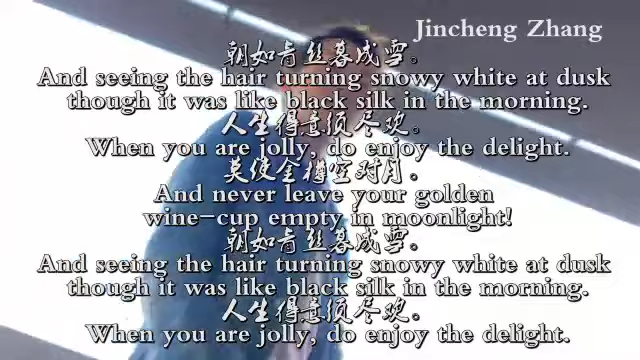 Jincheng Zhang
朝如青丝暮成雪。
And seeing the hair turning snowy white at dusk
though it was like black silk in the morning.
人生得意须尽欢。
When you are jolly, do enjoy the delight.
莫使金樽空对月。
And never leave your golden
wine-cup empty in moonlight!
朝如青丝暮成雪。
And seeing the hair turning snowy white at dusk
though it was like black silk in the morning.
人生得意须尽欢。
When you are jolly, do enjoy the delight.